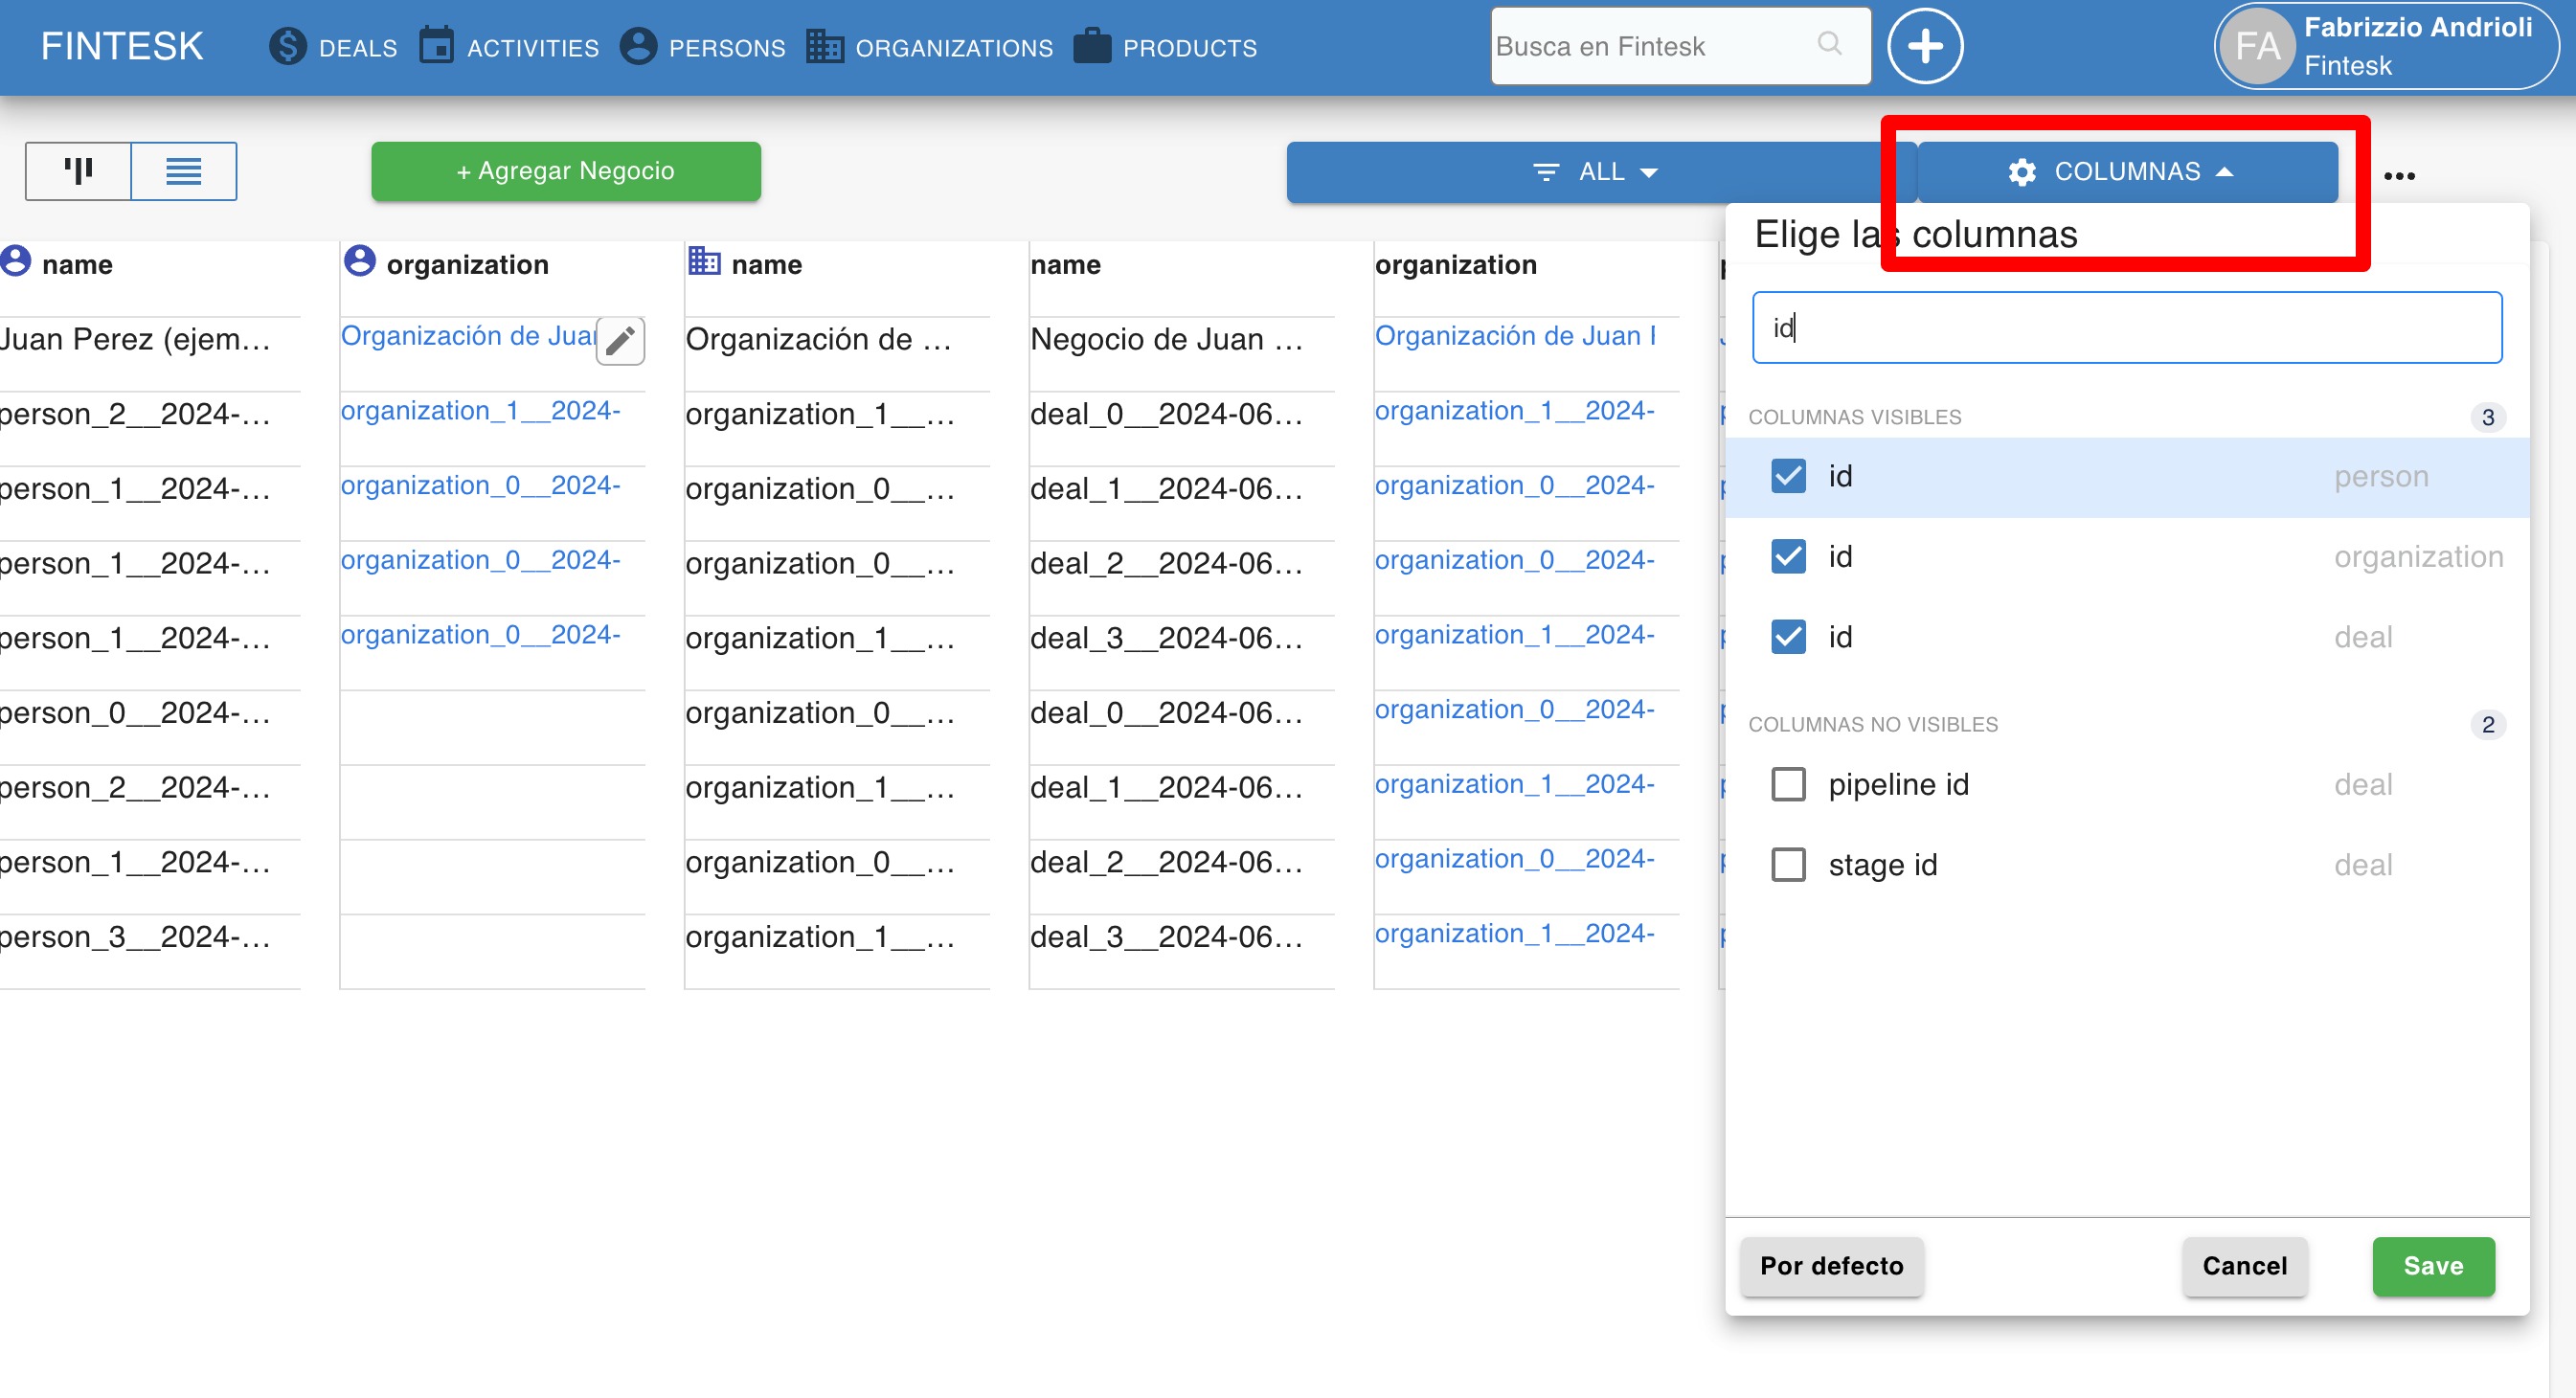 FINTESK DEALS ACTIVITIES PERSONS ORGANIZATIONS PRODUCTS Busca en Fintesk FA Fabrizzio Andrioli
Fintesk
+ Agregar Negocio ALL COLUMNAS
Elige las columnas
name organization name name organization
id
Juan Perez (ejem... Organización de Juan Organización de ... Negocio de Juan ... Organización de Juan
person_2__2024-... organization_1__2024- organization_1__... deal_0__2024-06... organization_1__2024-
person_1__2024-... organization_0__2024- organization_0__... deal_1__2024-06... organization_0__2024-
person_1__2024-... organization_0__2024- organization_0__... deal_2__2024-06... organization_0__2024-
person_1__2024-... organization_0__2024- organization_1__... deal_3__2024-06... organization_1__2024-
person_0__2024-... organization_0__... deal_0__2024-06... organization_0__2024-
person_2__2024-... organization_1__... deal_1__2024-06... organization_1__2024-
person_1__2024-... organization_0__... deal_2__2024-06... organization_0__2024-
person_3__2024-... organization_1__... deal_3__2024-06... organization_1__2024-
COLUMNAS VISIBLES 3
id person
id organization
id deal
COLUMNAS NO VISIBLES 2
pipeline id deal
stage id deal
Por defecto Cancel Save